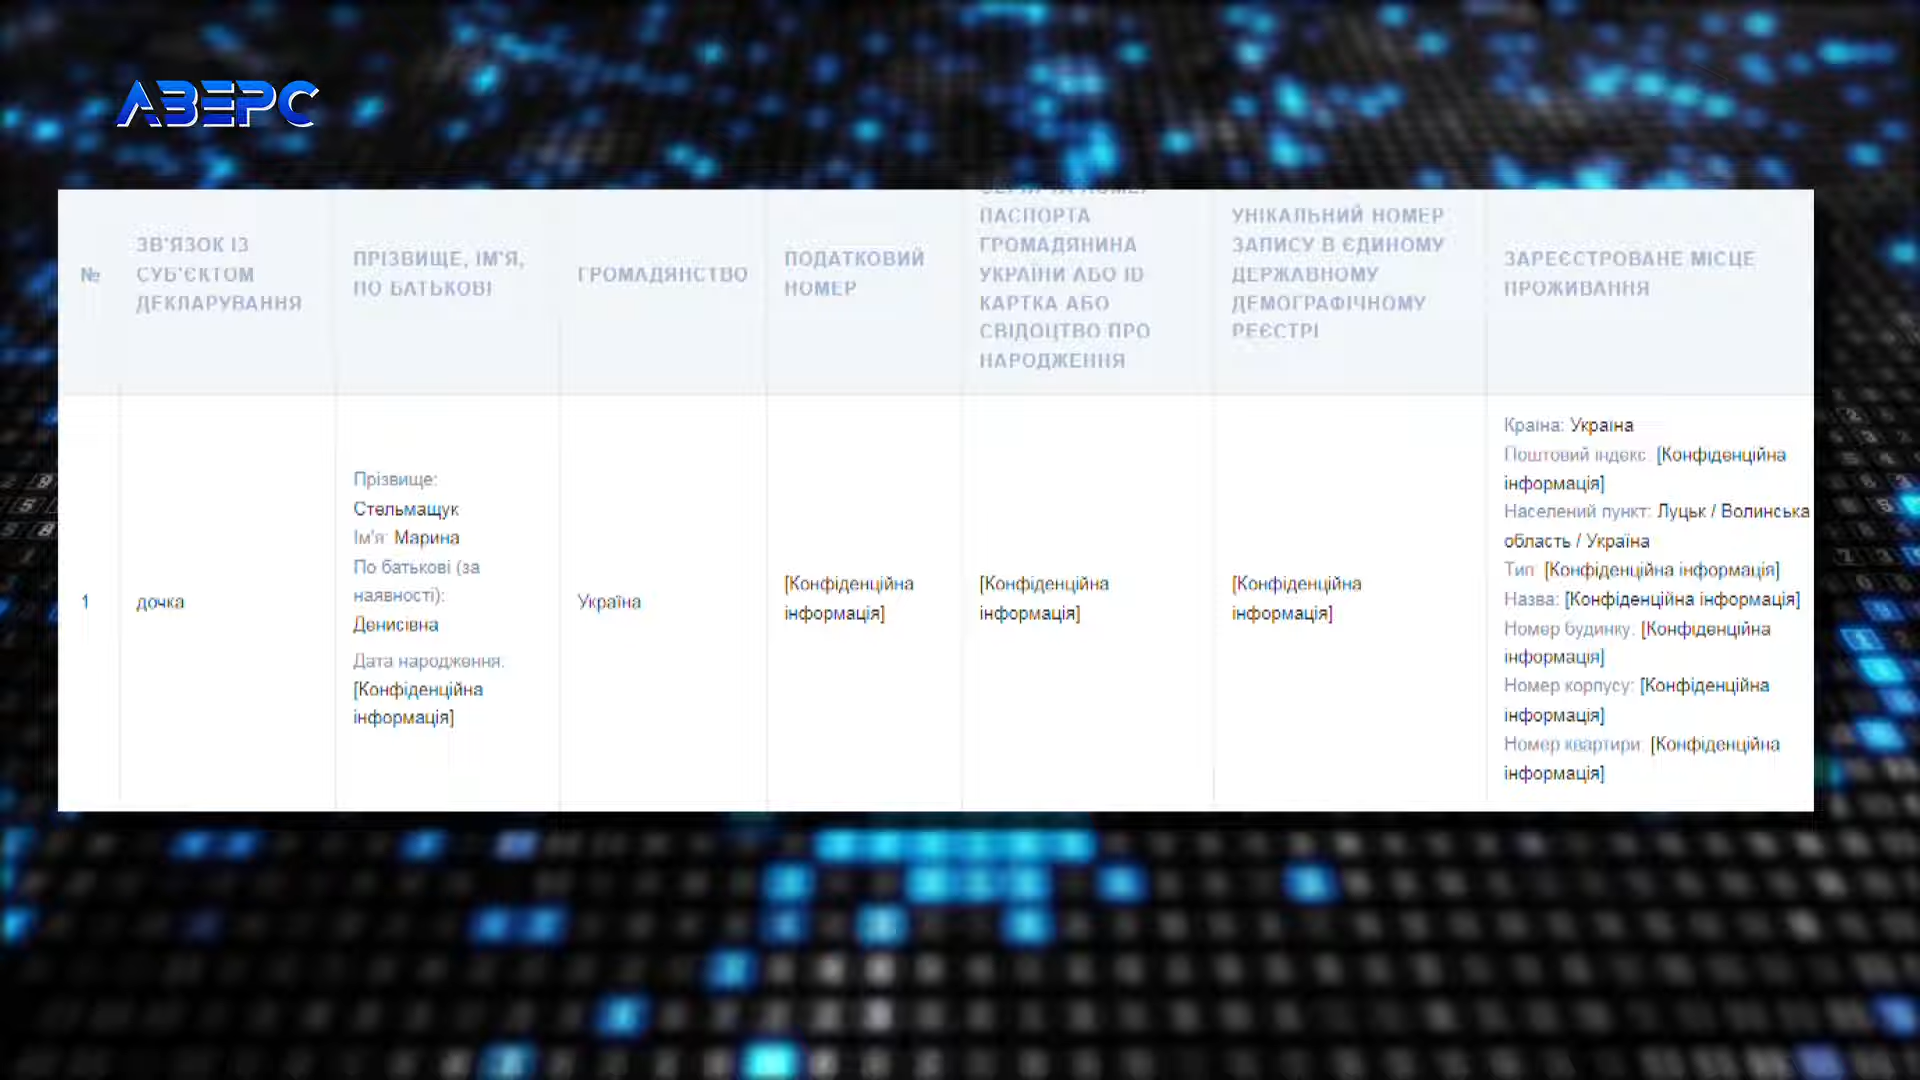 АВЕРС
№
ЗВ'ЯЗОК ІЗ
СУБ'ЄКТОМ
ДЕКЛАРУВАННЯ
ПРІЗВИЩЕ, ІМ'Я,
ПО БАТЬКОВІ
ГРОМАДЯНСТВО
ПОДАТКОВИЙ
НОМЕР
СЕРІЯ ТА НОМЕР
ПАСПОРТА
ГРОМАДЯНИНА
УКРАЇНИ АБО ID
КАРТКА АБО
СВІДОЦТВО ПРО
НАРОДЖЕННЯ
УНІКАЛЬНИЙ НОМЕР
ЗАПИСУ В ЄДИНОМУ
ДЕРЖАВНОМУ
ДЕМОГРАФІЧНОМУ
РЕЄСТРІ
ЗАРЕЄСТРОВАНЕ МІСЦЕ
ПРОЖИВАННЯ
1
дочка
Прізвище:
Стельмащук
Ім'я: Марина
По батькові (за
наявності):
Денисівна
Дата народження:
[Конфіденційна
інформація]
Україна
[Конфіденційна
інформація]
[Конфіденційна
інформація]
[Конфіденційна
інформація]
Країна: Україна
Поштовий індекс: [Конфіденційна
інформація]
Населений пункт: Луцьк / Волинська
область / Україна
Тип: [Конфіденційна інформація]
Назва: [Конфіденційна інформація]
Номер будинку: [Конфіденційна
інформація]
Номер корпусу: [Конфіденційна
інформація]
Номер квартири: [Конфіденційна
інформація]